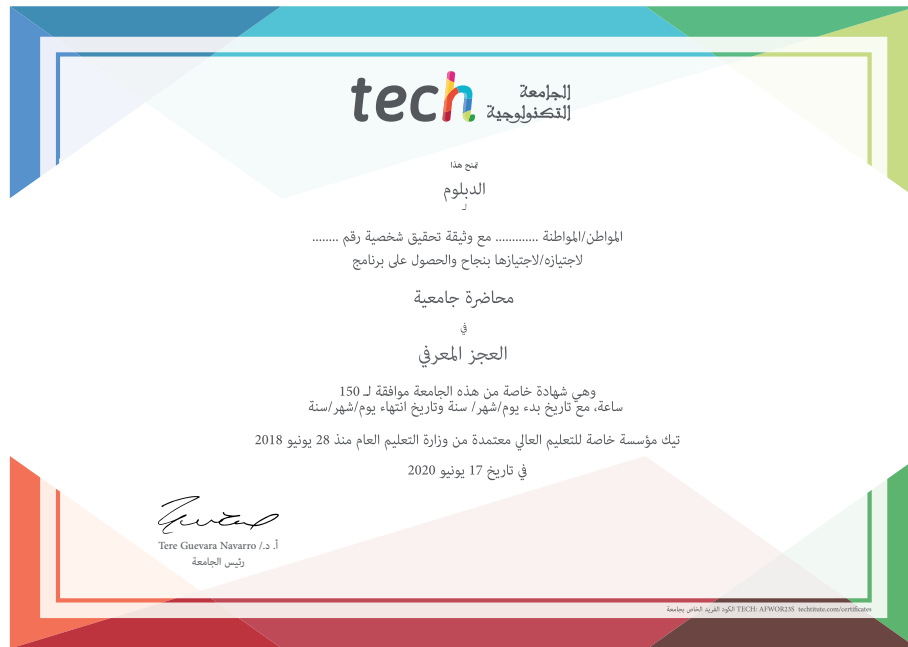 tech الجامعة
التكنولوجية
تمنح هذا
الدبلوم
لـ
المواطن/المواطنة ............. مع وثيقة تحقيق شخصية رقم ........
لاجتيازه/لاجتيازها بنجاح والحصول على برنامج
محاضرة جامعية
في
العجز المعرفي
وهي شهادة خاصة من هذه الجامعة موافقة لـ 150
ساعة، مع تاريخ بدء يوم/شهر/ سنة وتاريخ انتهاء يوم/شهر/سنة
تيك مؤسسة خاصة للتعليم العالي معتمدة من وزارة التعليم العام منذ 28 يونيو 2018
في تاريخ 17 يونيو 2020
أ. د./ Tere Guevara Navarro
رئيس الجامعة
الكود الفريد الخاص بجامعة TECH: AFWOR23S techtitute.com/certificates